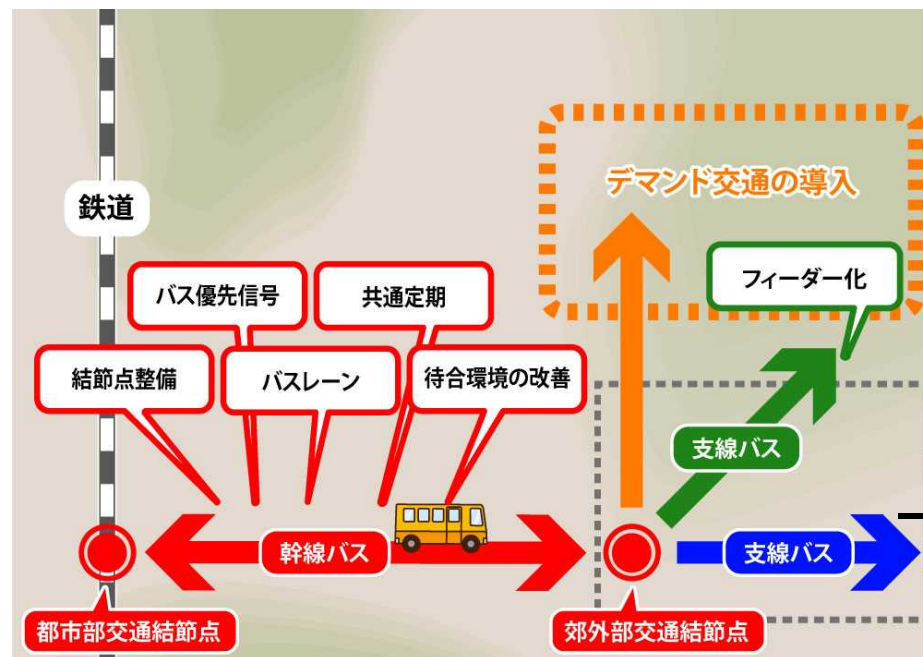 デマンド交通の導入
鉄道
フィーダー化
バス優先信号
共通定期
結節点整備
バスレーン
待合環境の改善
支線バス
幹線バス
支線バス
都市部交通結節点
郊外部交通結節点